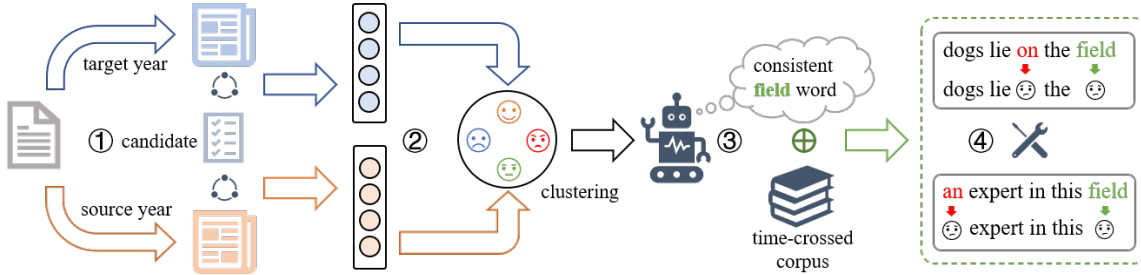 target year
① candidate
source year
②
clustering
consistent
field word
③
time-crossed
corpus
dogs lie on the field
dogs lie the
④
an expert in this field
expert in this